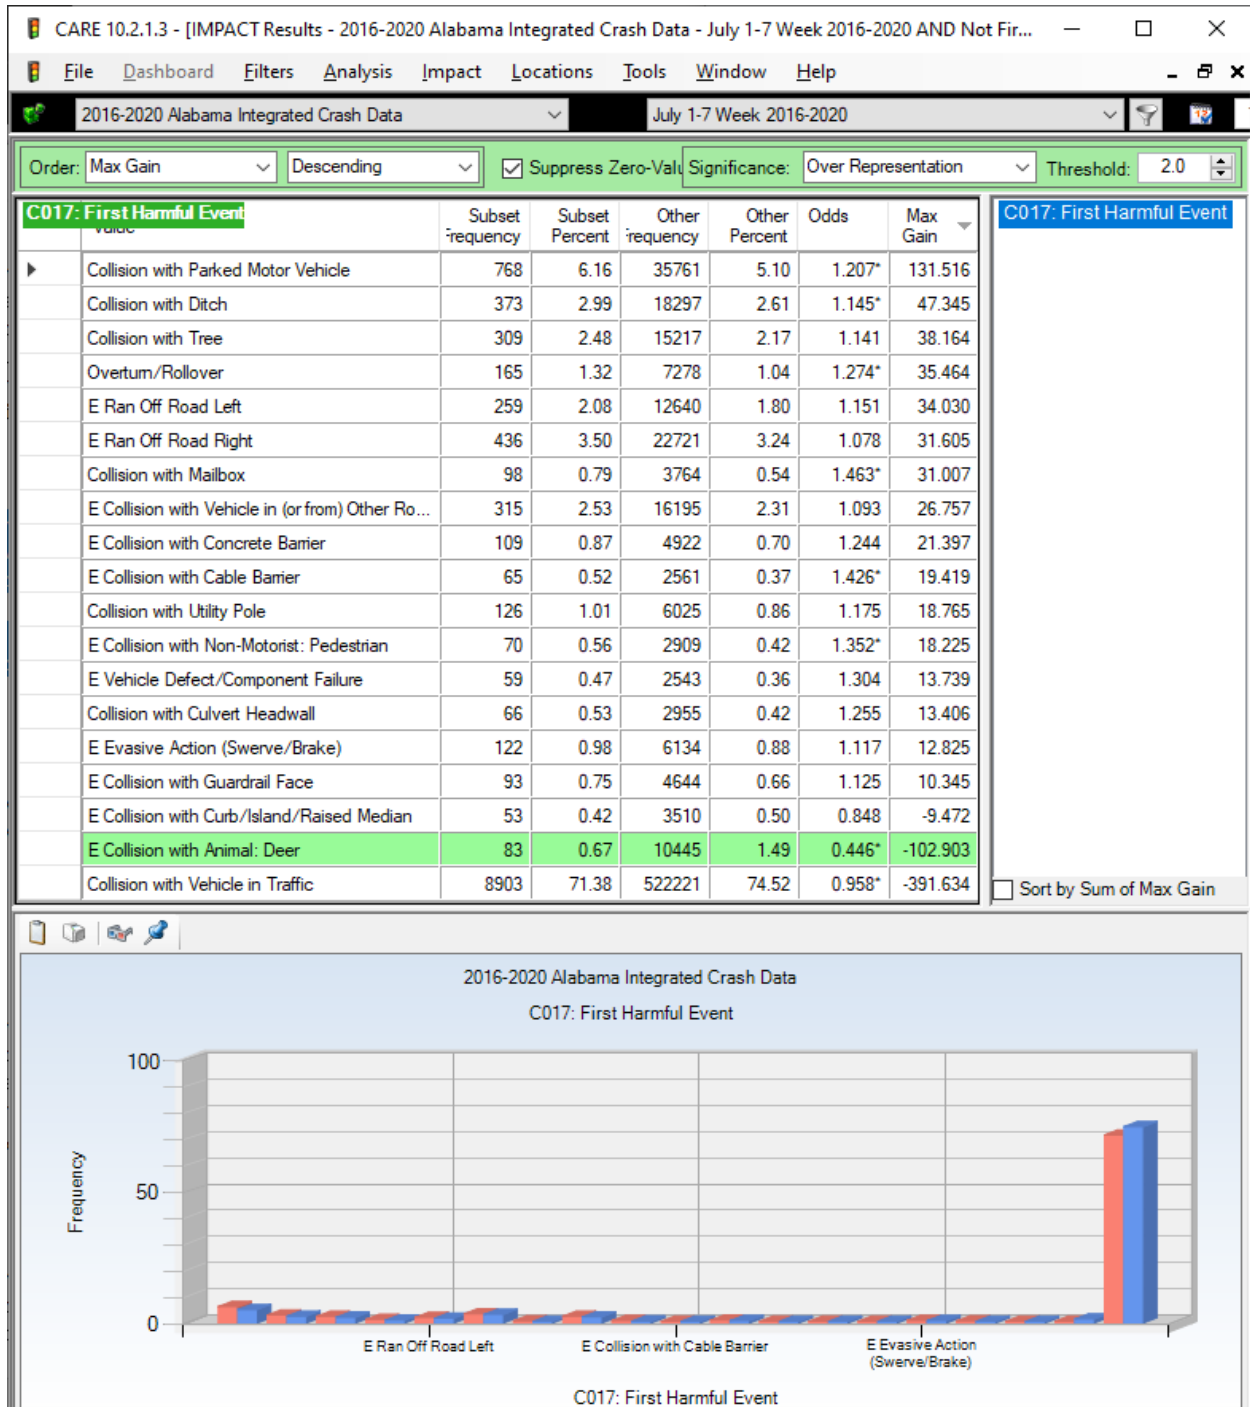 CARE 10.2.1.3 - [IMPACT Results - 2016-2020 Alabama Integrated Crash Data - July 1-7 Week 2016-2020 AND Not Fir...
File Dashboard Filters Analysis Impact Locations Tools Window Help
2016-2020 Alabama Integrated Crash Data July 1-7 Week 2016-2020
Order: Max Gain Descending Suppress Zero-Valu Significance: Over Representation Threshold: 2.0
C017: First Harmful Event Subset Frequency Subset Percent Other Frequency Other Percent Odds Max Gain C017: First Harmful Event
Collision with Parked Motor Vehicle 768 6.16 35761 5.10 1.207* 131.516
Collision with Ditch 373 2.99 18297 2.61 1.145* 47.345
Collision with Tree 309 2.48 15217 2.17 1.141 38.164
Overturn/Rollover 165 1.32 7278 1.04 1.274* 35.464
E Ran Off Road Left 259 2.08 12640 1.80 1.151 34.030
E Ran Off Road Right 436 3.50 22721 3.24 1.078 31.605
Collision with Mailbox 98 0.79 3764 0.54 1.463* 31.007
E Collision with Vehicle in (or from) Other Ro... 315 2.53 16195 2.31 1.093 26.757
E Collision with Concrete Barrier 109 0.87 4922 0.70 1.244 21.397
E Collision with Cable Barrier 65 0.52 2561 0.37 1.426* 19.419
Collision with Utility Pole 126 1.01 6025 0.86 1.175 18.765
E Collision with Non-Motorist: Pedestrian 70 0.56 2909 0.42 1.352* 18.225
E Vehicle Defect/Component Failure 59 0.47 2543 0.36 1.304 13.739
Collision with Culvert Headwall 66 0.53 2955 0.42 1.255 13.406
E Evasive Action (Swerve/Brake) 122 0.98 6134 0.88 1.117 12.825
E Collision with Guardrail Face 93 0.75 4644 0.66 1.125 10.345
E Collision with Curb/Island/Raised Median 53 0.42 3510 0.50 0.848 -9.472
E Collision with Animal: Deer 83 0.67 10445 1.49 0.446* -102.903
Collision with Vehicle in Traffic 8903 71.38 522221 74.52 0.958* -391.634
Sort by Sum of Max Gain
2016-2020 Alabama Integrated Crash Data
C017: First Harmful Event
100
50
0
Frequency
E Ran Off Road Left E Collision with Cable Barrier E Evasive Action
(Swerve/Brake)
C017: First Harmful Event